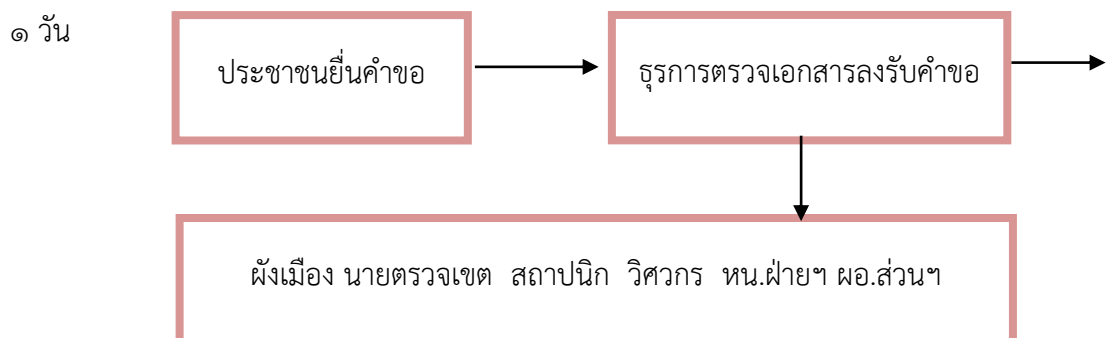 ๑ วัน
ประชาชนยื่นคำขอ
ธุรการตรวจเอกสารลงรับคำขอ
ผังเมือง นายตรวจเขต สถาปนิก วิศวกร หน.ฝ่ายฯ ผอ.ส่วนฯ